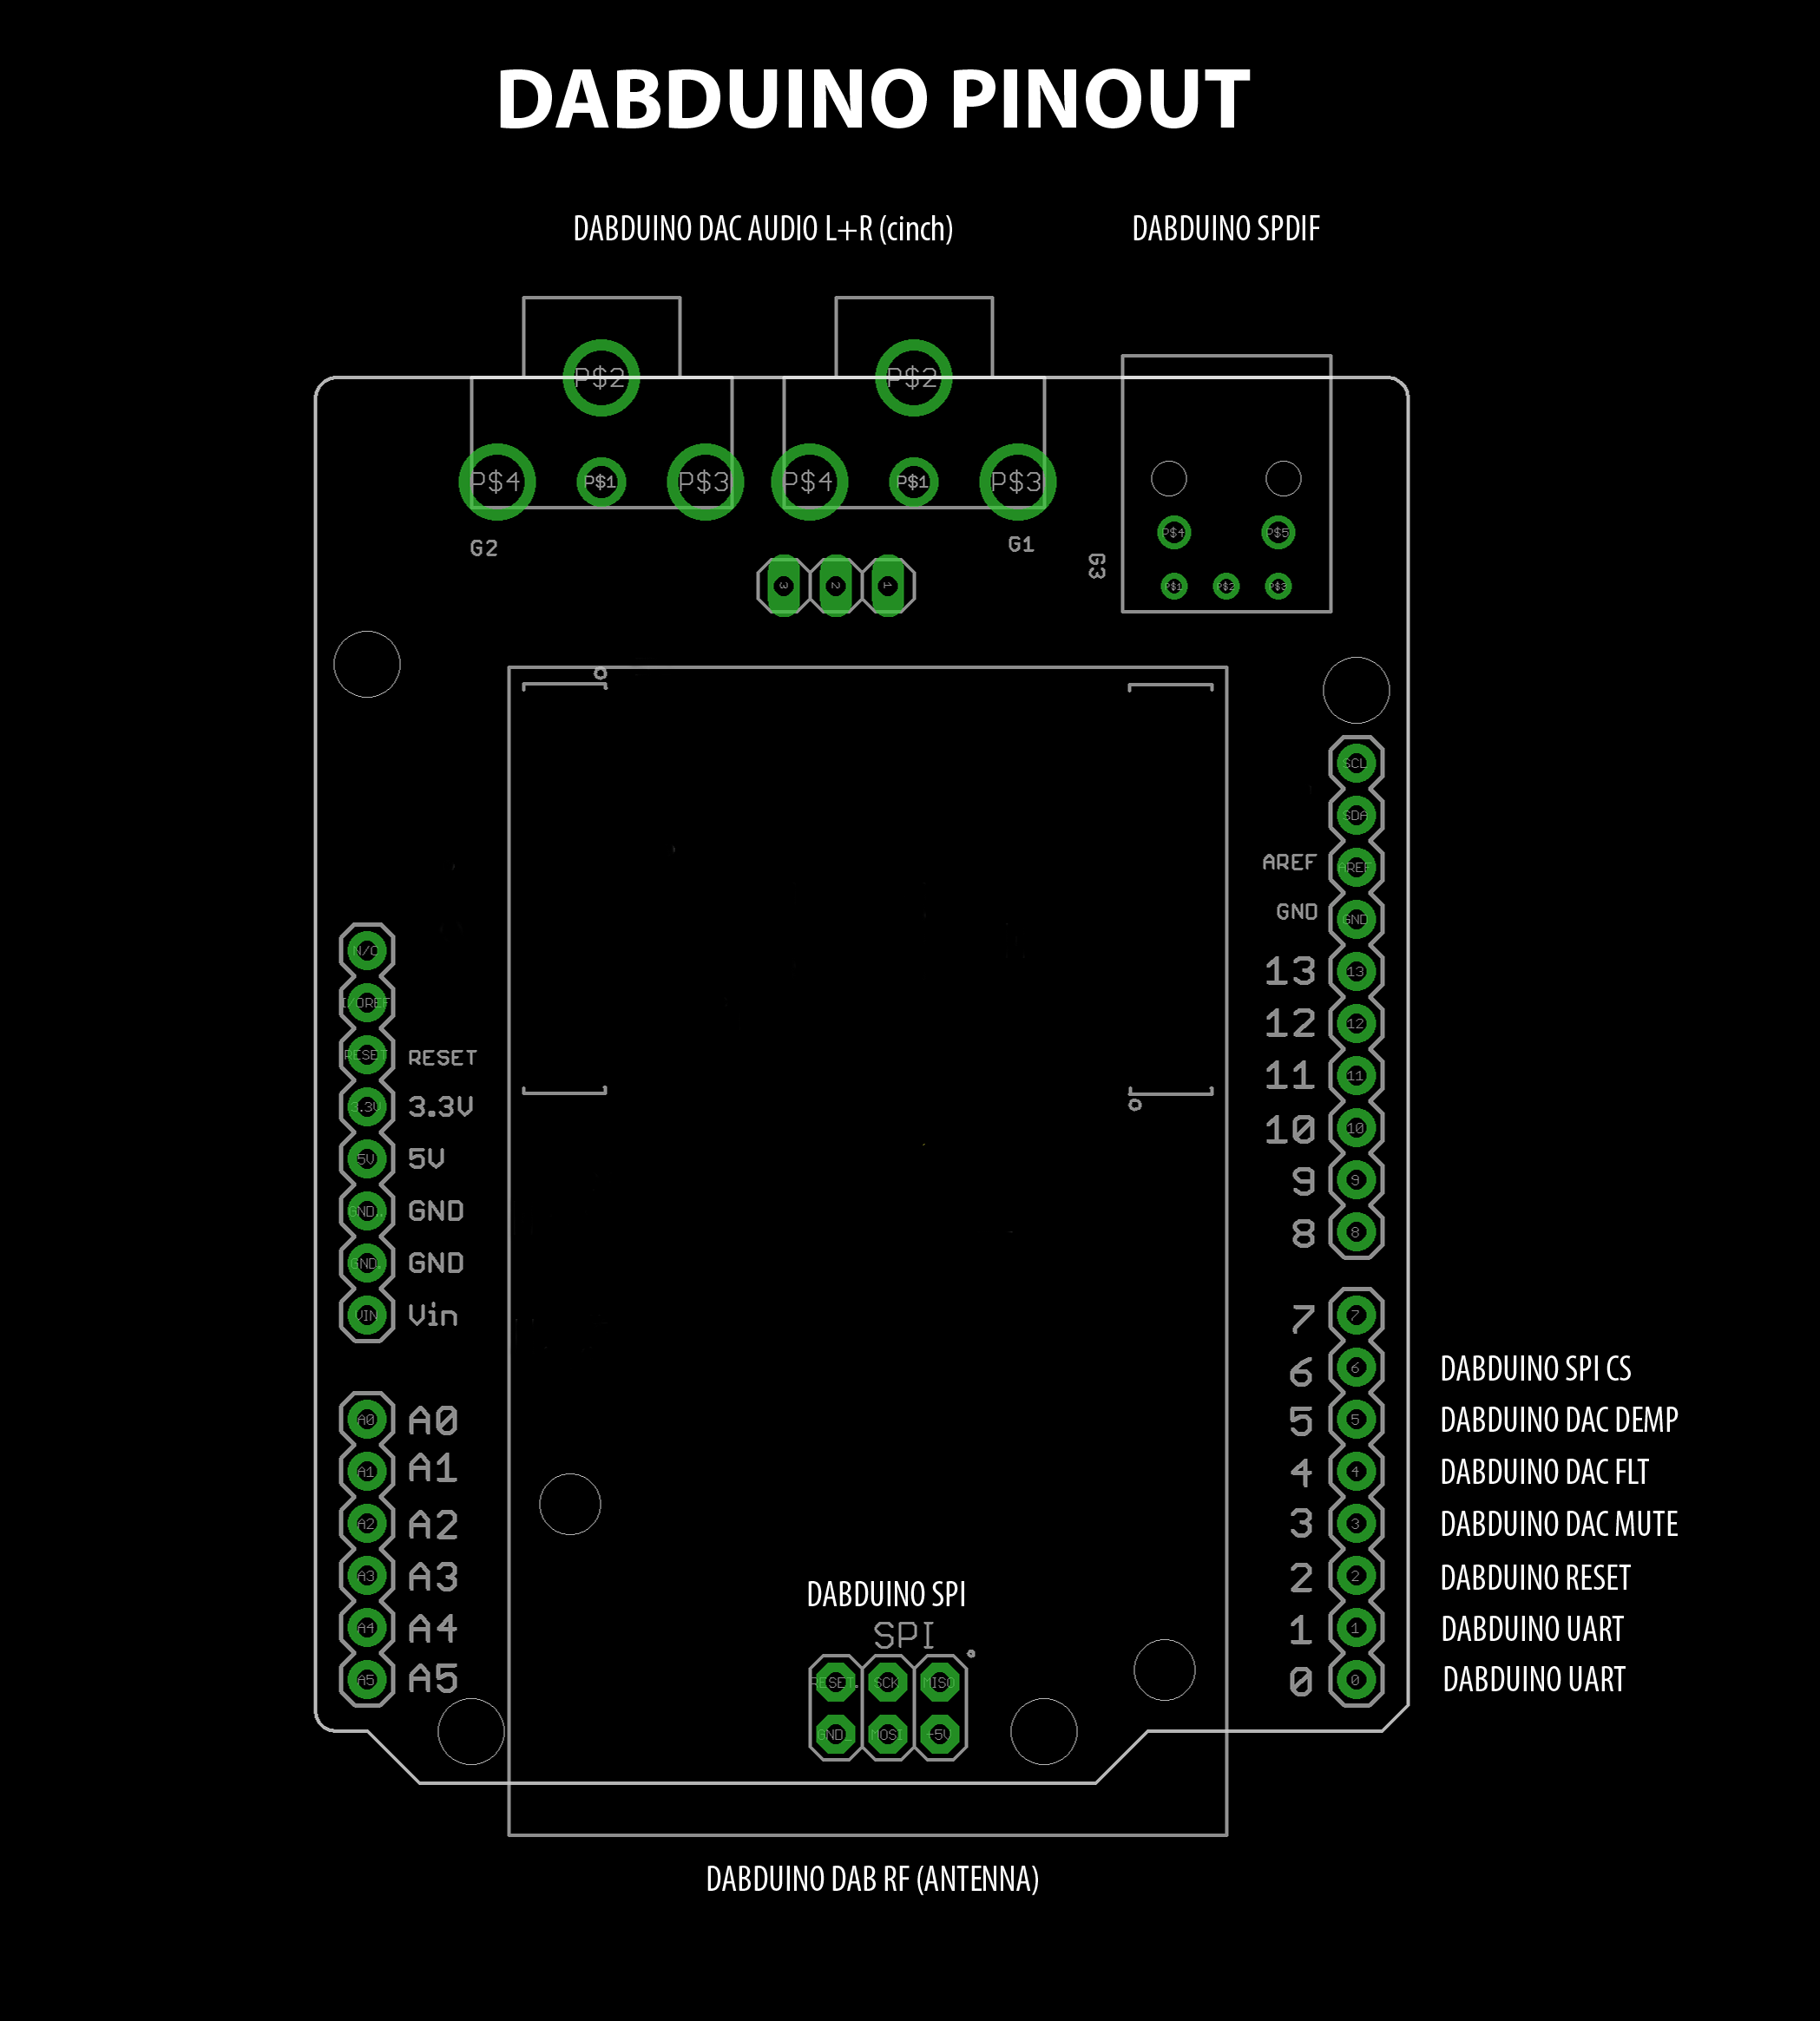 DABDUINO PINOUT
DABDUINO DAC AUDIO L+R (cinch)
DABDUINO SPDIF
P$2
P$2
P$4
P$1
P$3
P$4
P$1
P$3
G2
G1
G3
P$4
P$5
P$1
P$2
P$3
3
2
1
SCL
SDA
AREF AREF
GND GND
13 13
12 12
11 11
10 10
9 9
8 8
7 7
6 6 DABDUINO SPI CS
5 5 DABDUINO DAC DEMP
4 4 DABDUINO DAC FLT
3 3 DABDUINO DAC MUTE
2 2 DABDUINO RESET
1 1 DABDUINO UART
0 0 DABDUINO UART
N/C
I/OREF
RESET RESET
3.3V 3.3V
5V 5V
GND.. GND
GND. GND
VIN Vin
A0 A0
A1 A1
A2 A2
A3 A3
A4 A4
A5 A5
DABDUINO SPI
SPI
RESET. SCK MISO
GND_ MOSI +5V
DABDUINO DAB RF (ANTENNA)